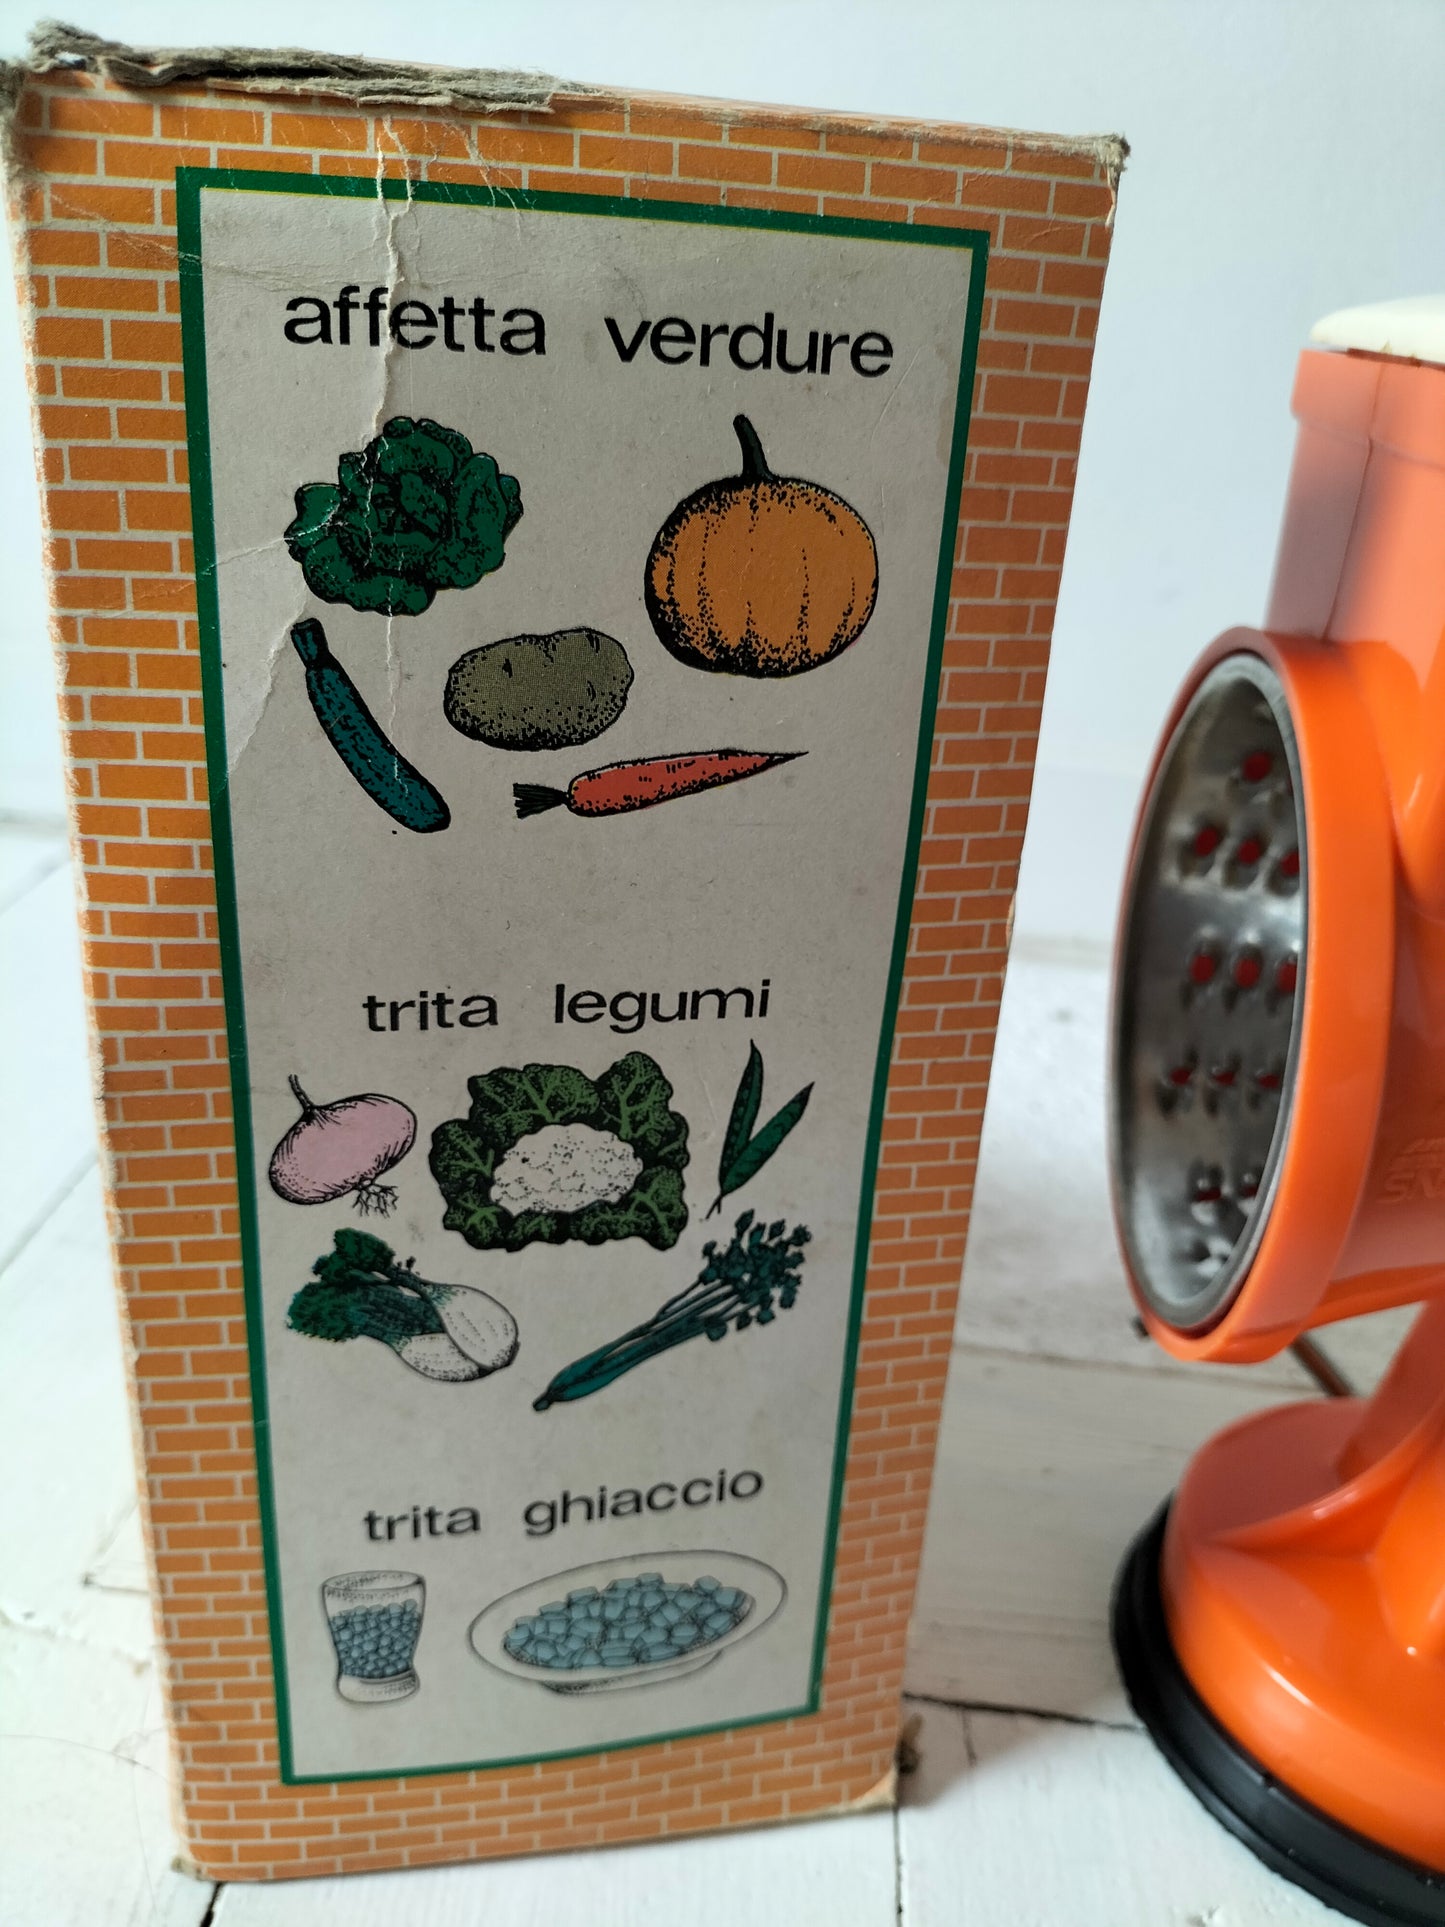 affetta verdure
trita legumi
trita ghiaccio